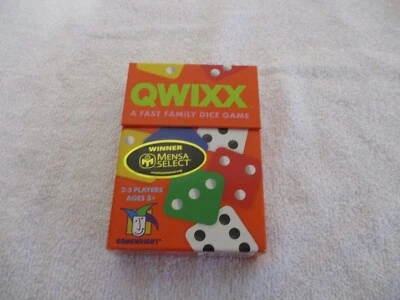 QWIXX
A FAST FAMILY DICE GAME
WINNER
MENSA
SELECT
2-5 PLAYERS
AGES 8+
GAMEWRIGHT